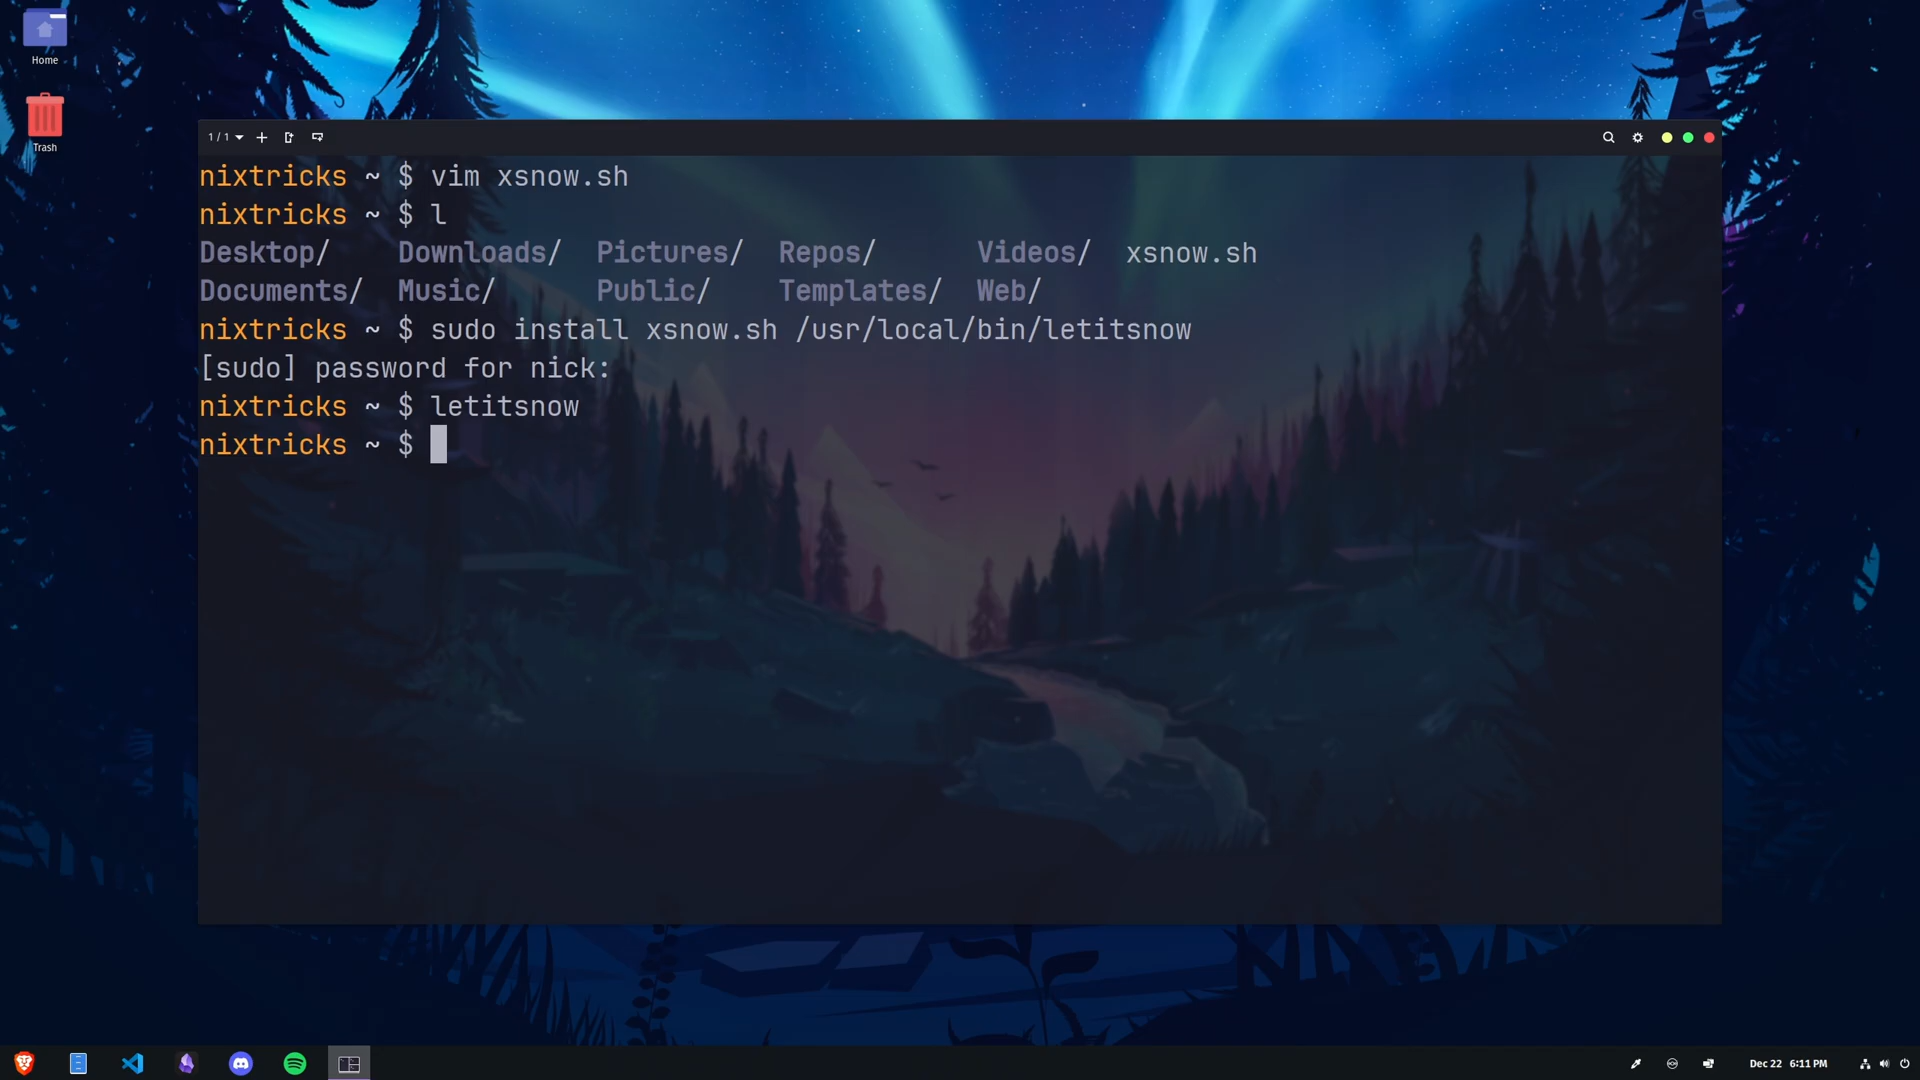 Home
Trash
1 / 1
nixtricks ~ $ vim xsnow.sh
nixtricks ~ $ l
Desktop/ Downloads/ Pictures/ Repos/ Videos/ xsnow.sh
Documents/ Music/ Public/ Templates/ Web/
nixtricks ~ $ sudo install xsnow.sh /usr/local/bin/letitsnow
[sudo] password for nick:
nixtricks ~ $ letitsnow
nixtricks ~ $
Dec 22 6:11 PM